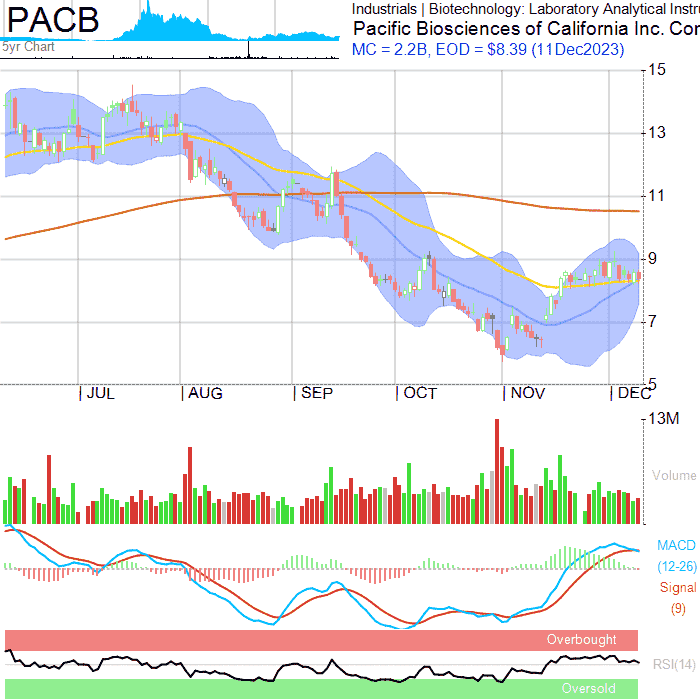 PACB
5yr Chart
Industrials | Biotechnology: Laboratory Analytical Instru
Pacific Biosciences of California Inc. Com
MC = 2.2B, EOD = $8.39 (11Dec2023)
15
13
11
9
7
5
JUL AUG SEP OCT NOV DEC
13M
Volume
MACD
(12-26)
Signal
(9)
Overbought
RSI(14)
Oversold